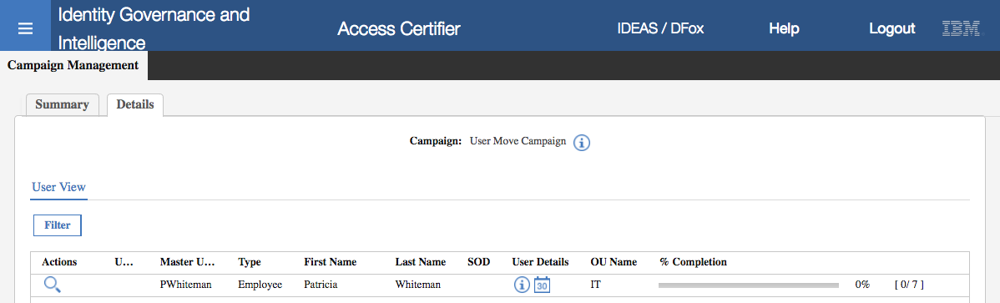 Identity Governance and
Intelligence
Access Certifier
IDEAS / DFox
Help
Logout
IBM
Campaign Management
Summary
Details
Campaign: User Move Campaign
User View
Filter
Actions U... Master U... Type First Name Last Name SOD User Details OU Name % Completion
PWhiteman Employee Patricia Whiteman 30 IT 0% [ 0/ 7 ]